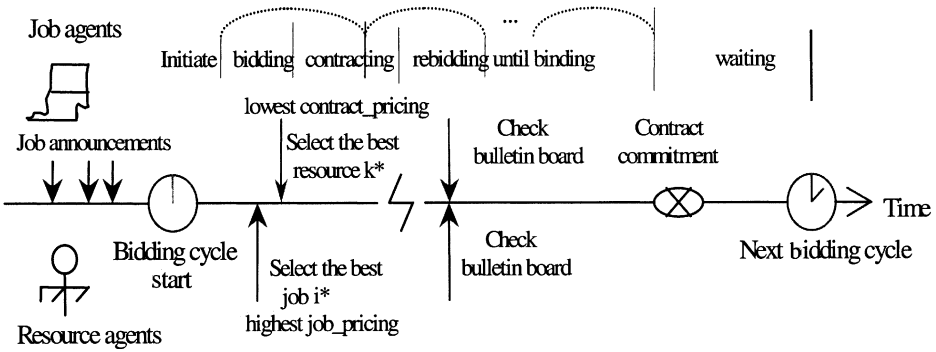 ...
Job agents
Initiate bidding contracting rebidding until binding waiting
lowest contract_pricing
Job announcements
Select the best
resource k*
Check
bulletin board
Contract
commitment
Time
Bidding cycle
start
Select the best
job i*
highest job_pricing
Check
bulletin board
Next bidding cycle
Resource agents